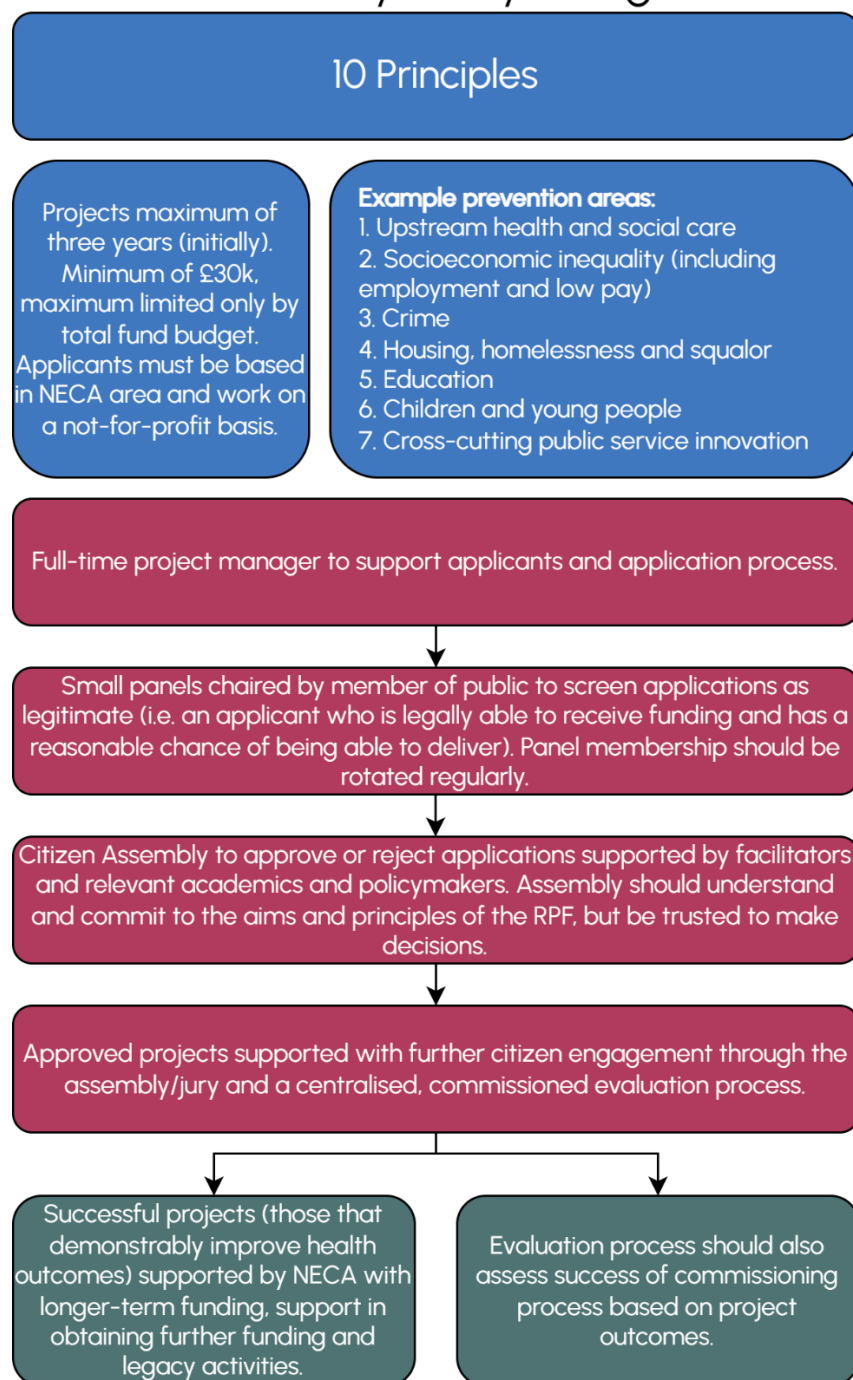 10 Principles
Projects maximum of
three years (initially).
Minimum of £30k,
maximum limited only by
total fund budget.
Applicants must be based
in NECA area and work on
a not-for-profit basis.
Example prevention areas:
1. Upstream health and social care
2. Socioeconomic inequality (including
employment and low pay)
3. Crime
4. Housing, homelessness and squalor
5. Education
6. Children and young people
7. Cross-cutting public service innovation
Full-time project manager to support applicants and application process.
Small panels chaired by member of public to screen applications as
legitimate (i.e. an applicant who is legally able to receive funding and has a
reasonable chance of being able to deliver). Panel membership should be
rotated regularly.
Citizen Assembly to approve or reject applications supported by facilitators
and relevant academics and policymakers. Assembly should understand
and commit to the aims and principles of the RPF, but be trusted to make
decisions.
Approved projects supported with further citizen engagement through the
assembly/jury and a centralised, commissioned evaluation process.
Successful projects (those that
demonstrably improve health
outcomes) supported by NECA with
longer-term funding, support in
obtaining further funding and
legacy activities.
Evaluation process should also
assess success of commissioning
process based on project
outcomes.